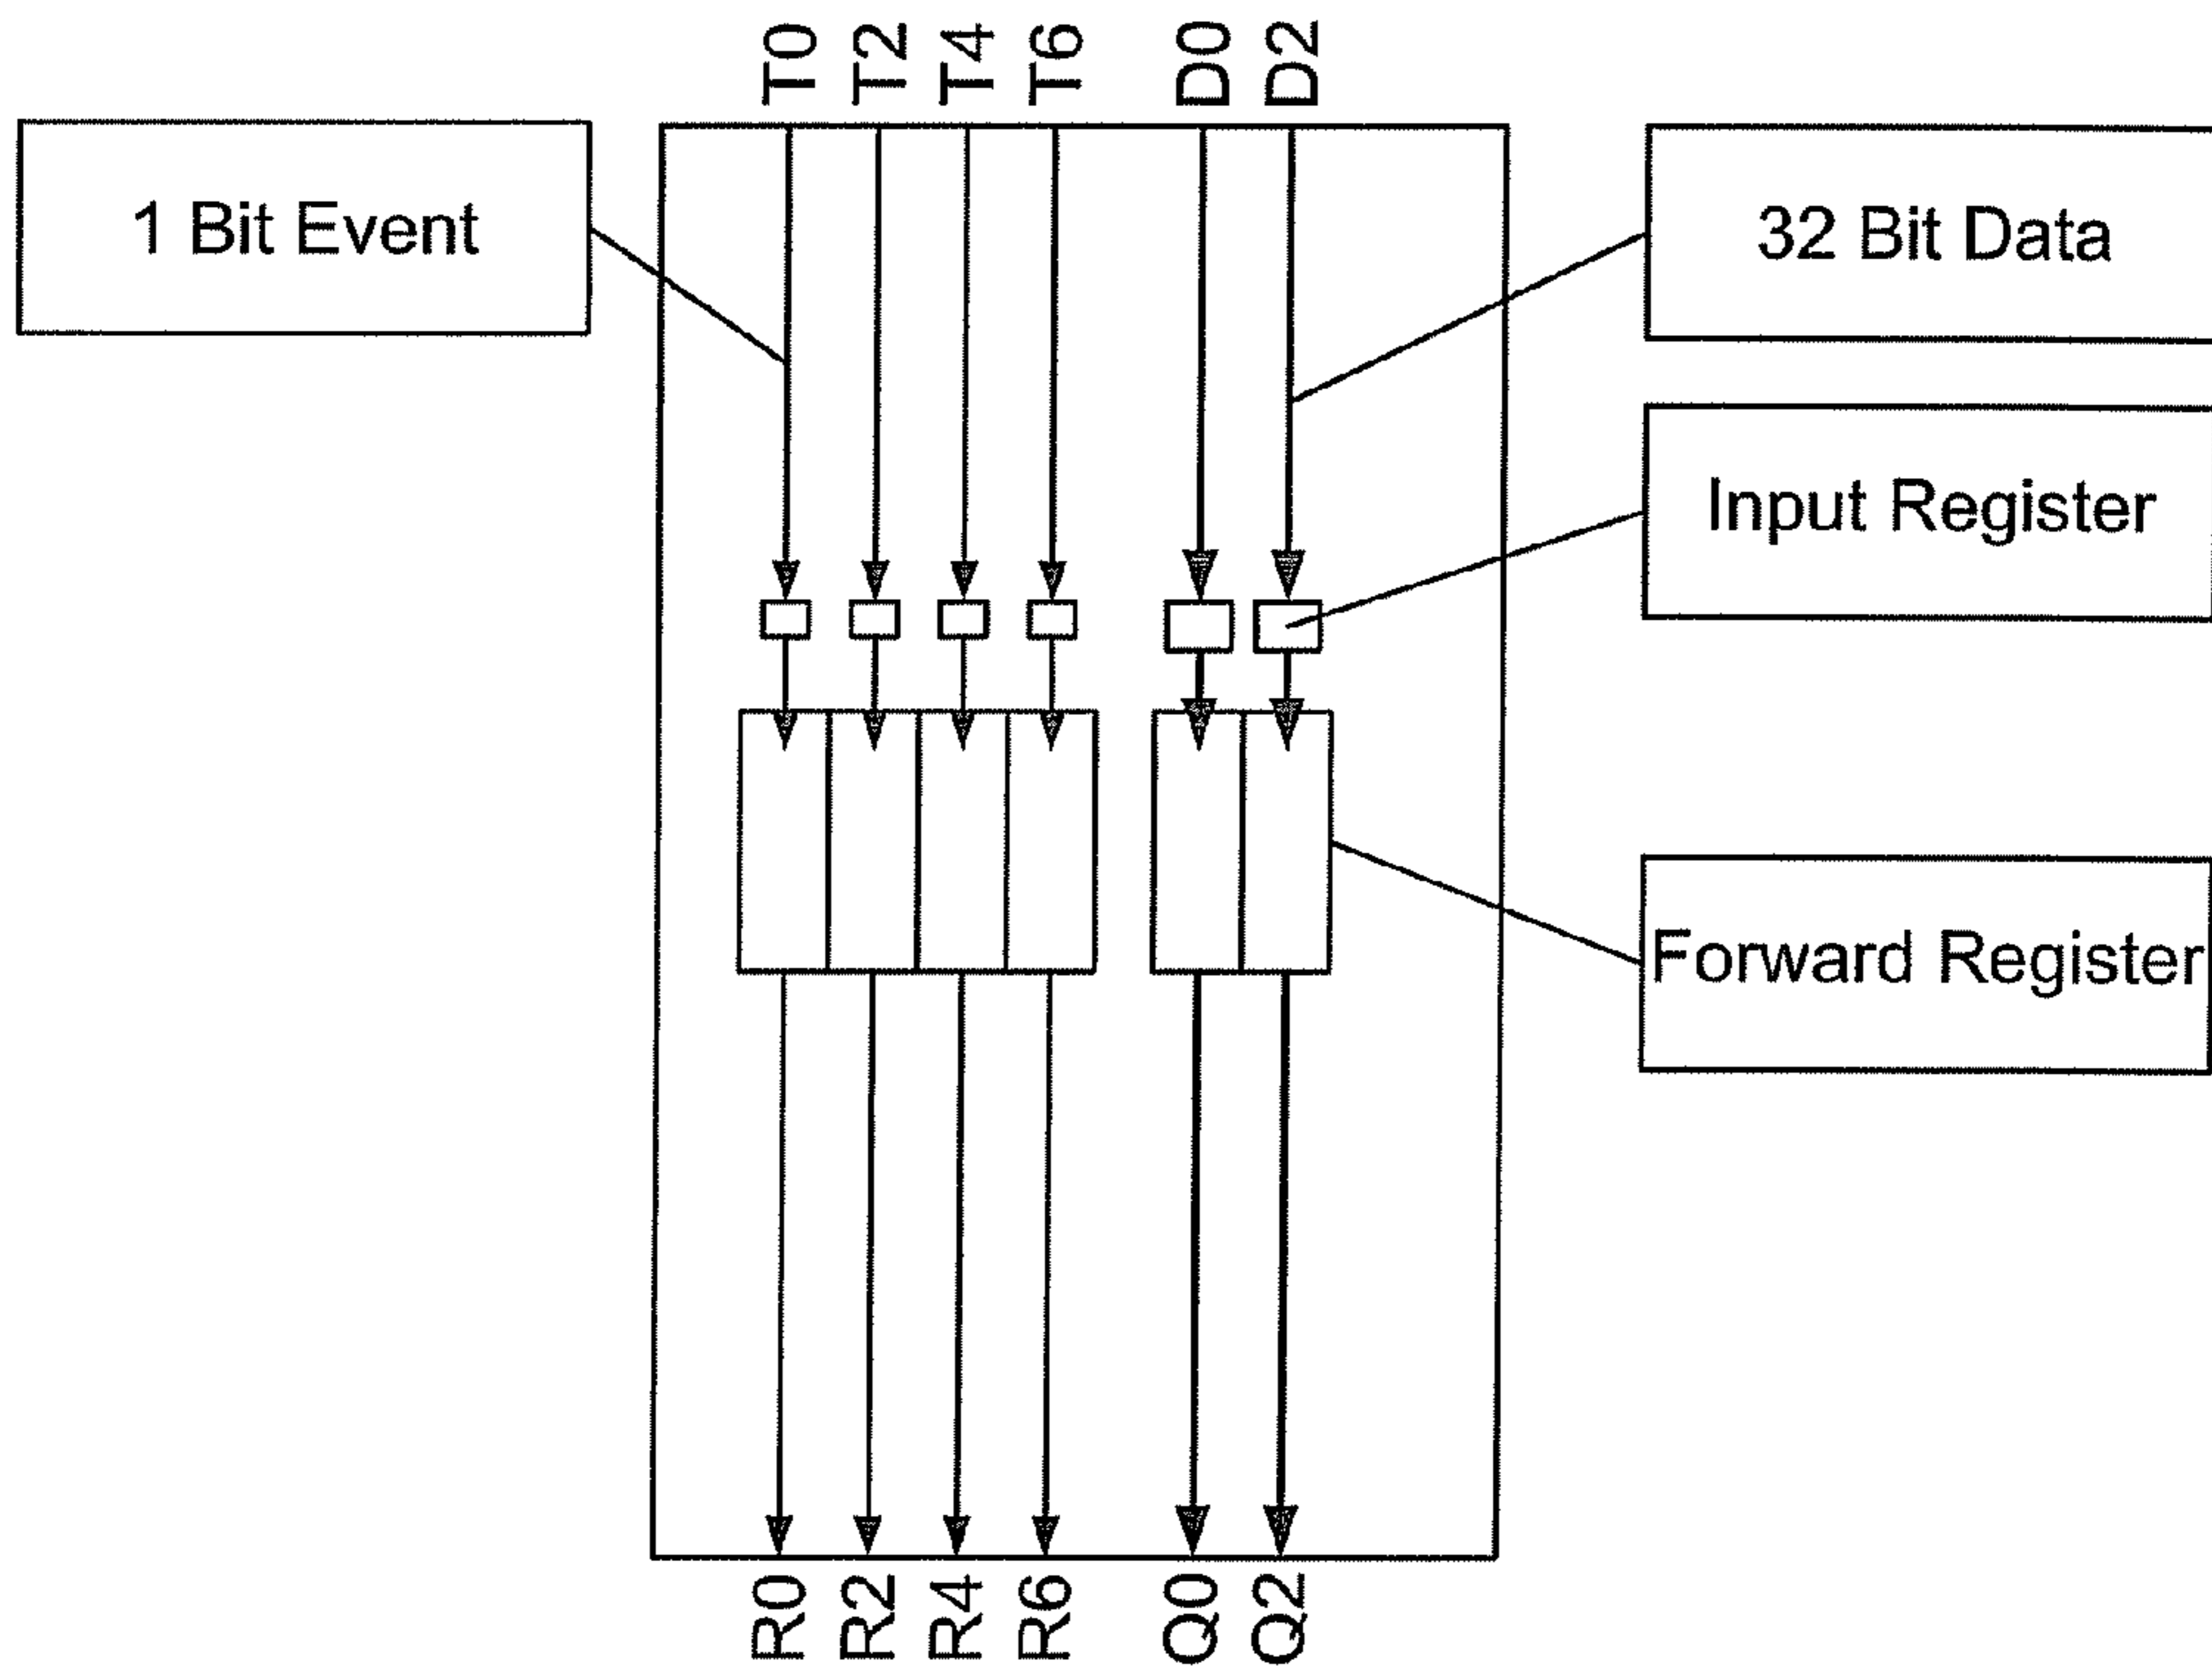 T0
T2
T4
T6
D0
D2
1 Bit Event
32 Bit Data
Input Register
Forward Register
R0
R2
R4
R6
Q0
Q2